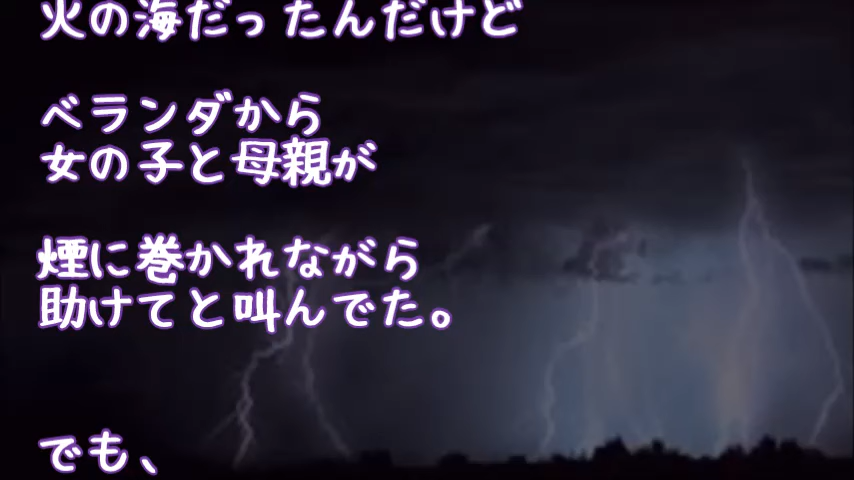 火の海だったんだけど
ベランダから
女の子と母親が
煙に巻かれながら
助けてと叫んでた。
でも、